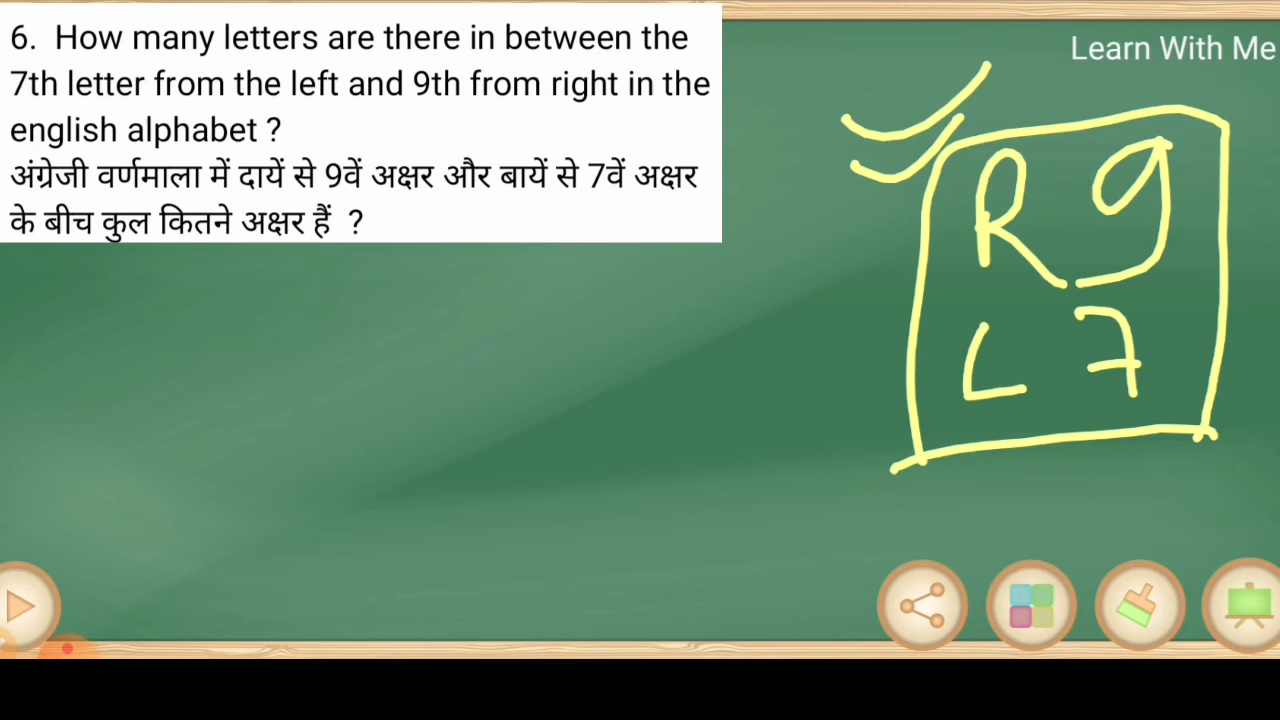 6. How many letters are there in between the
7th letter from the left and 9th from right in the
english alphabet ?
अंग्रेजी वर्णमाला में दायें से 9वें अक्षर और बायें से 7वें अक्षर
के बीच कुल कितने अक्षर हैं ?
Learn With Me
R 9
L 7